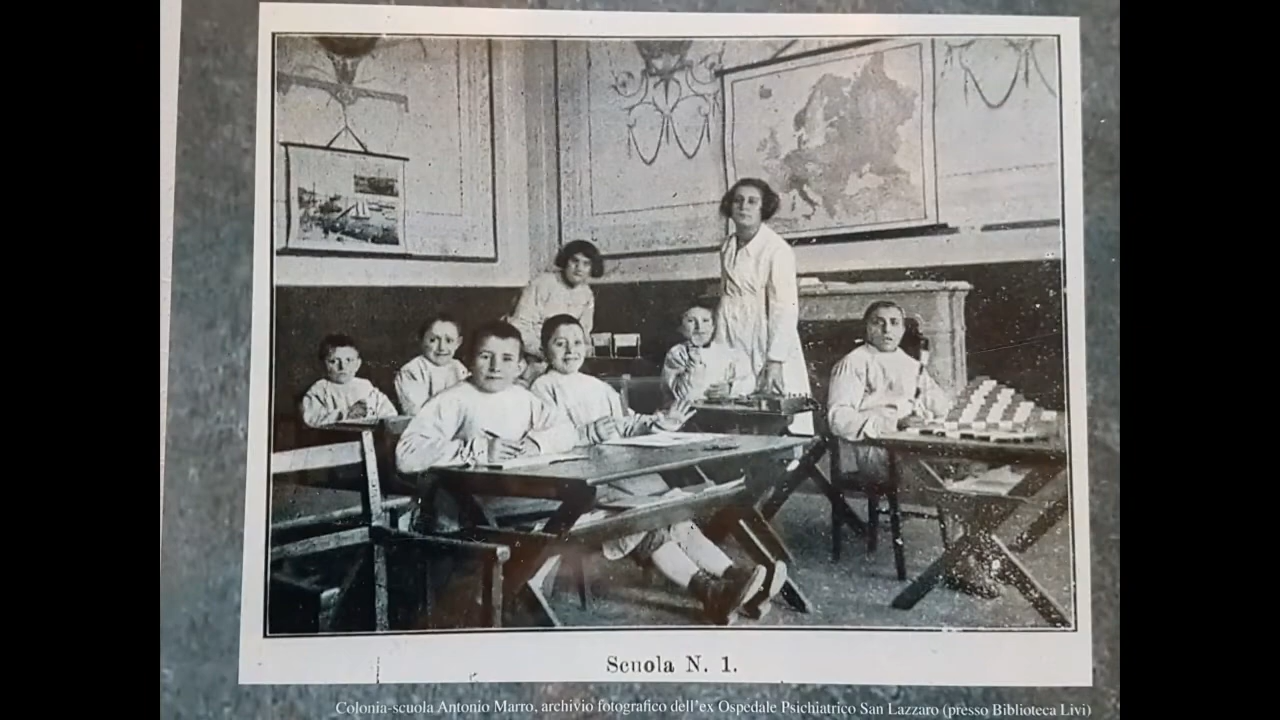 Scuola N. 1.
Colonia-scuola Antonio Marro, archivio fotografico dell'ex Ospedale Psichiatrico San Lazzaro (presso Biblioteca Livi)